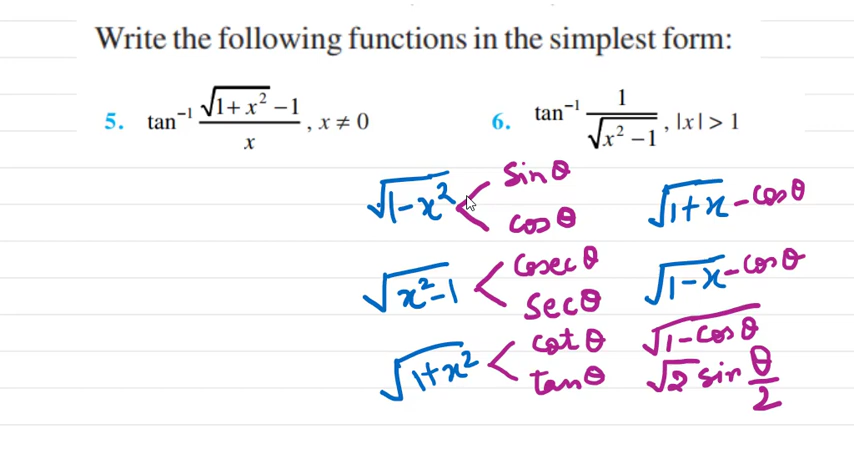 Write the following functions in the simplest form:
5. tan⁻¹ (√(1+x²) −1)/x , x ≠ 0
6. tan⁻¹ 1/√(x² −1) , |x| > 1
√(1−x²) < sin θ
cos θ
√(1+x) − cos θ
√(x²−1) < cosec θ
sec θ
√(1−x) − cos θ
√(1+x²) < cot θ
tan θ
√(1−cos θ)
√2 sin θ/2